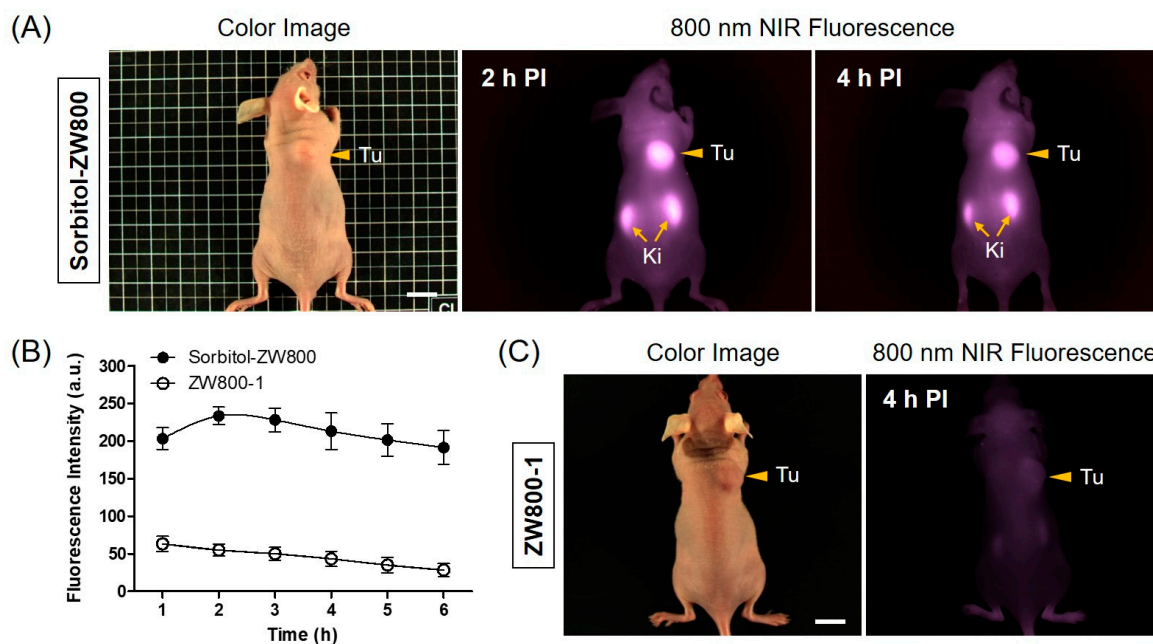 (A)
Color Image
800 nm NIR Fluorescence
Sorbitol-ZW800
Tu
2 h PI
Tu
Ki
4 h PI
Tu
Ki
(B)
Sorbitol-ZW800
ZW800-1
Fluorescence Intensity (a.u.)
300
250
200
150
100
50
0
1 2 3 4 5 6
Time (h)
(C)
Color Image
800 nm NIR Fluorescence
ZW800-1
Tu
4 h PI
Tu